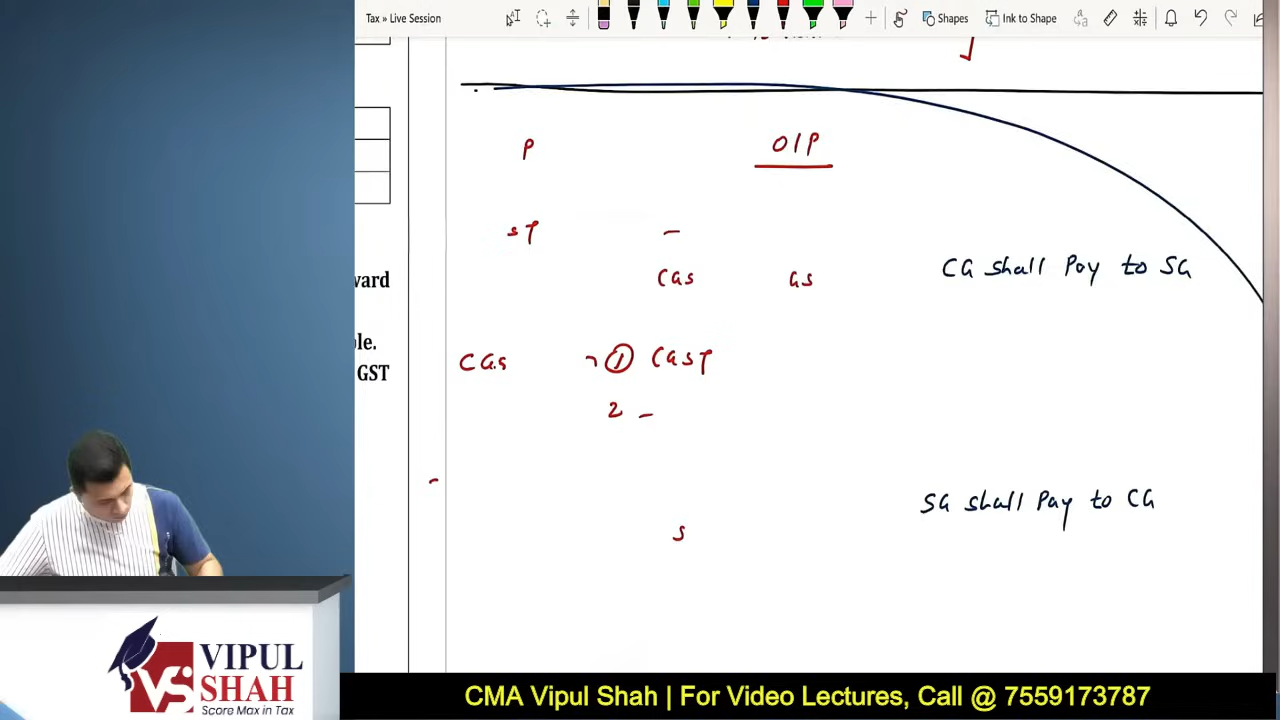 Tax » Live Session
Shapes
Ink to Shape
P
O/P
ST
CGS GS
CG shall Pay to SG
CGS ① CGST
2 -
SG shall Pay to CG
S
ward
le.
GST
VIPUL
SHAH
Score Max in Tax
VS
CMA Vipul Shah | For Video Lectures, Call @ 7559173787